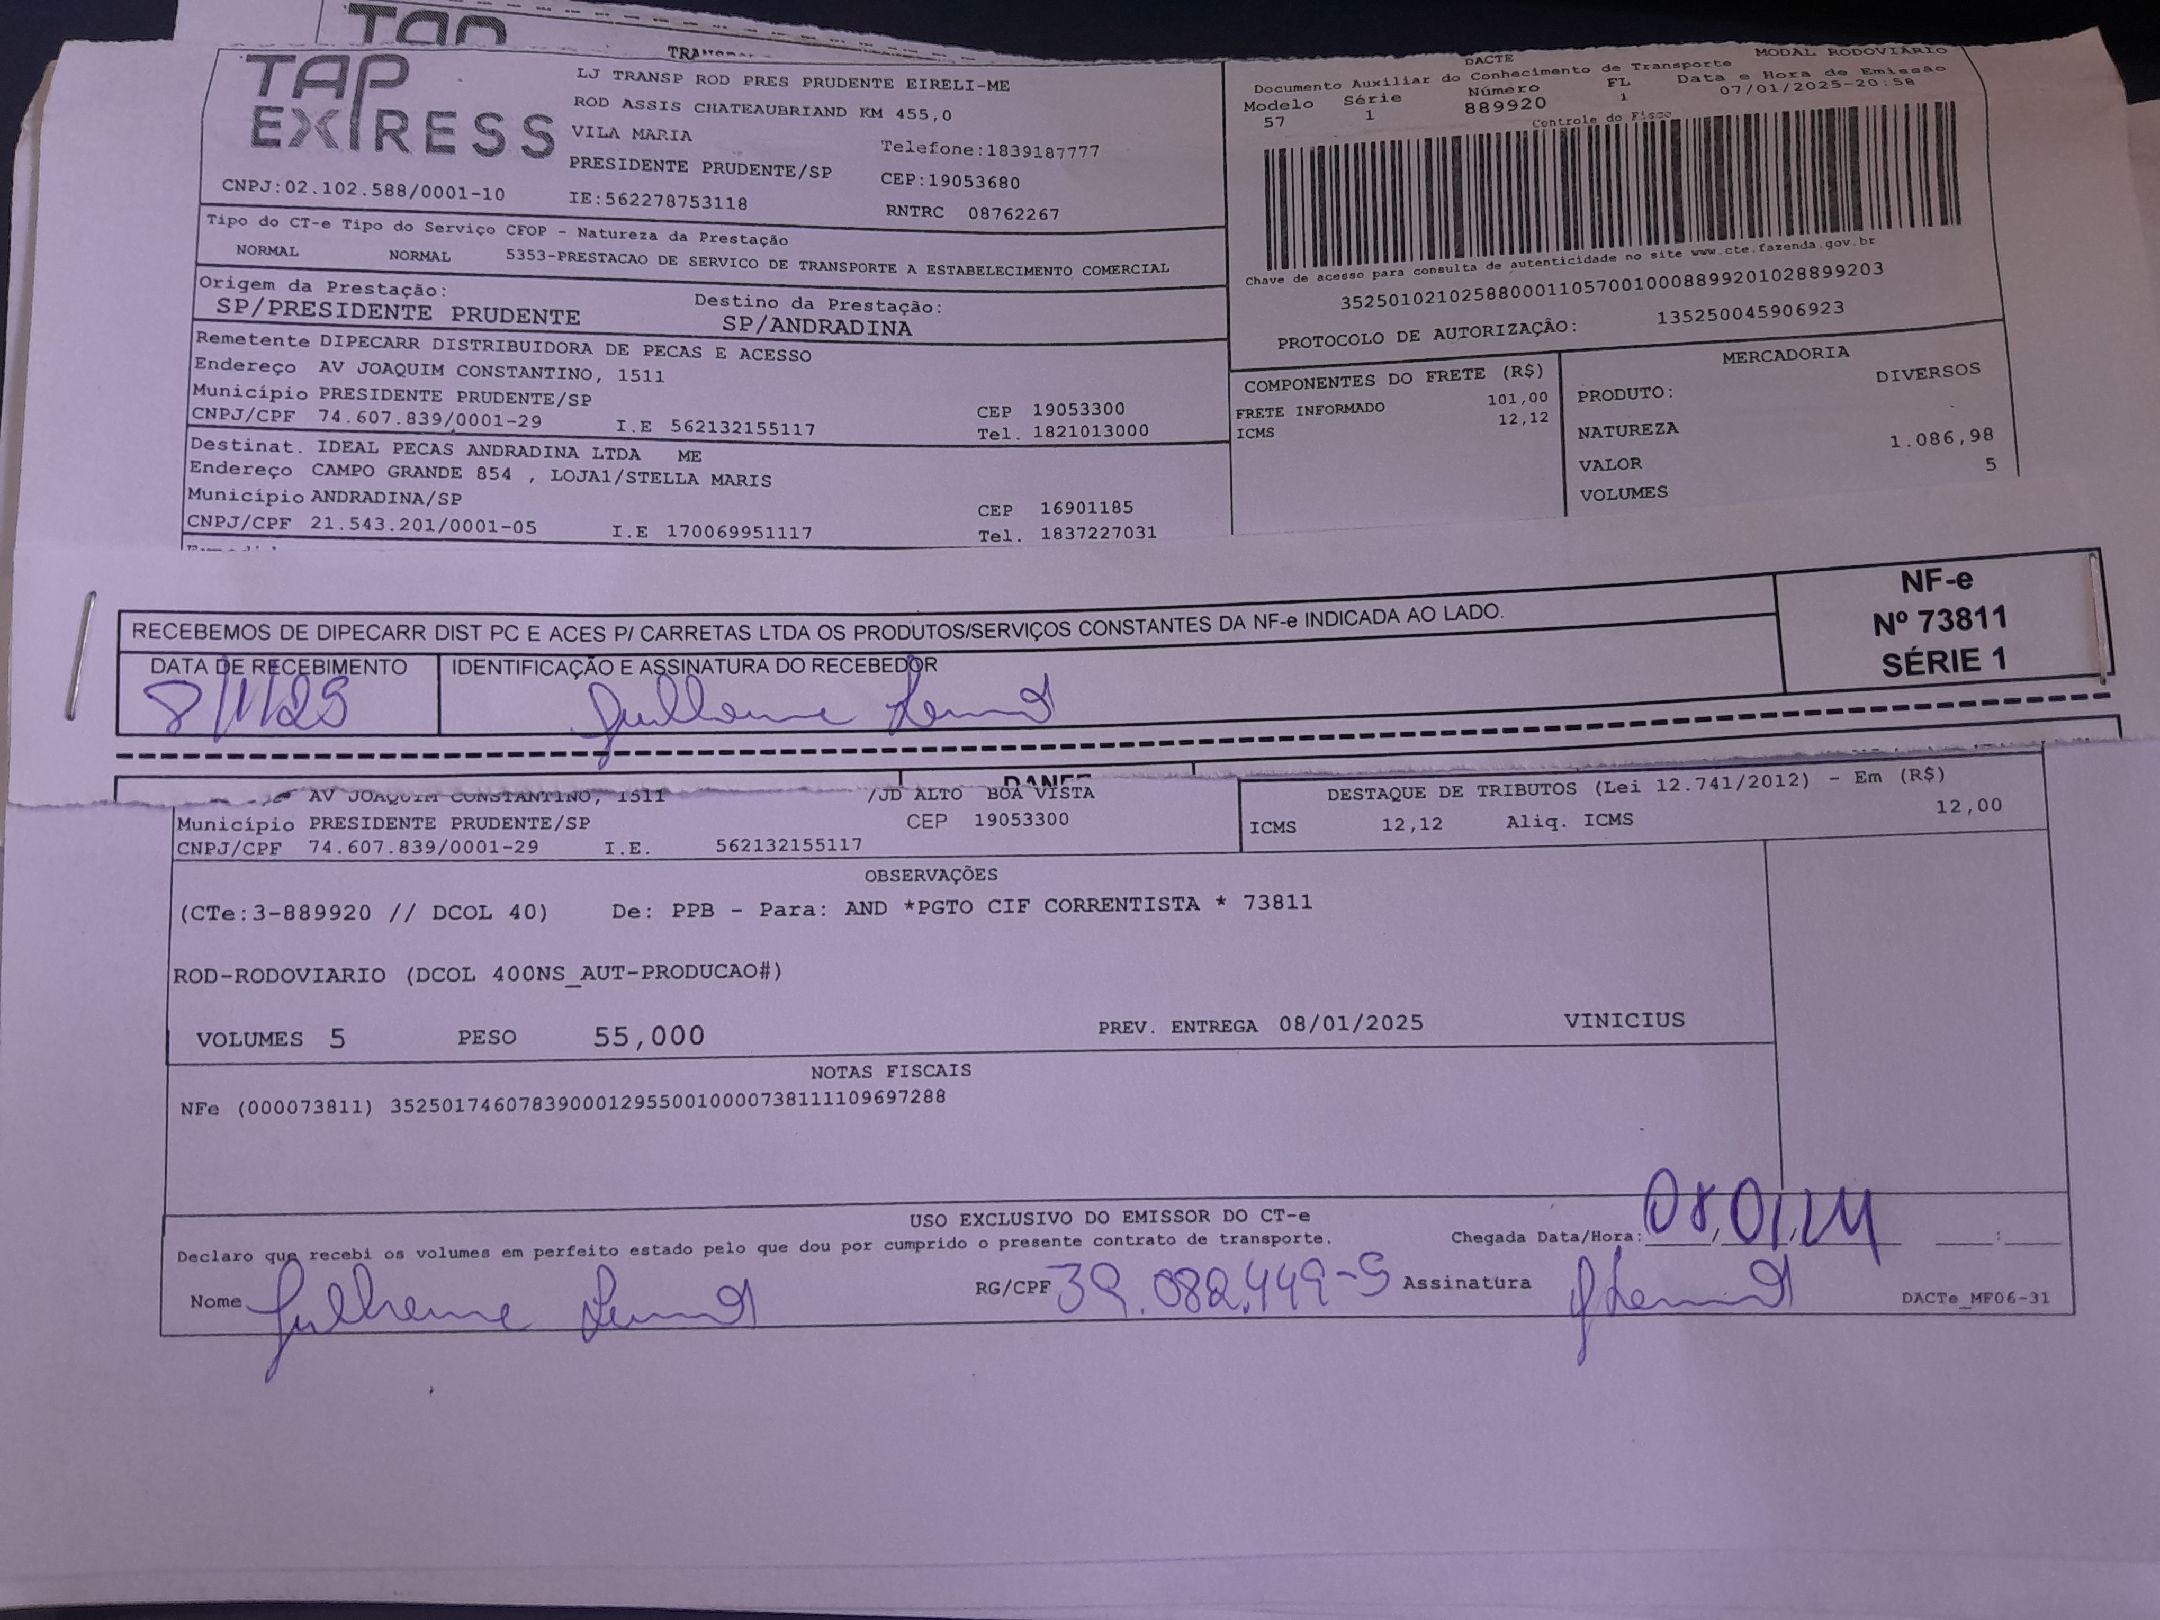 TAP
TRANSP
TAP
EXPRESS
LJ TRANSP ROD PRES PRUDENTE EIRELI-ME
ROD ASSIS CHATEAUBRIAND KM 455,0
VILA MARIA
Telefone:1839187777
PRESIDENTE PRUDENTE/SP
CEP:19053680
CNPJ:02.102.588/0001-10
IE:562278753118
RNTRC 08762267
DACTE
MODAL RODOVIÁRIO
Documento Auxiliar do Conhecimento de Transporte
Modelo Série Número FL Data e Hora de Emissão
57 1 889920 1 07/01/2025-20:58
Controle do Fisco
Chave de acesso para consulta de autenticidade no site www.cte.fazenda.gov.br
35250102102588000110570010008899201028899203
PROTOCOLO DE AUTORIZAÇÃO: 135250045906923
Tipo do CT-e Tipo do Serviço CFOP - Natureza da Prestação
NORMAL NORMAL 5353-PRESTACAO DE SERVICO DE TRANSPORTE A ESTABELECIMENTO COMERCIAL
Origem da Prestação: Destino da Prestação:
SP/PRESIDENTE PRUDENTE SP/ANDRADINA
Remetente DIPECARR DISTRIBUIDORA DE PECAS E ACESSO
Endereço AV JOAQUIM CONSTANTINO, 1511
Município PRESIDENTE PRUDENTE/SP CEP 19053300
CNPJ/CPF 74.607.839/0001-29 I.E 562132155117 Tel. 1821013000
Destinat. IDEAL PECAS ANDRADINA LTDA ME
Endereço CAMPO GRANDE 854 , LOJA1/STELLA MARIS
Município ANDRADINA/SP CEP 16901185
CNPJ/CPF 21.543.201/0001-05 I.E 170069951117 Tel. 1837227031
COMPONENTES DO FRETE (R$)
FRETE INFORMADO 101,00
ICMS 12,12
MERCADORIA
PRODUTO: DIVERSOS
NATUREZA
VALOR 1.086,98
VOLUMES 5
RECEBEMOS DE DIPECARR DIST PC E ACES P/ CARRETAS LTDA OS PRODUTOS/SERVIÇOS CONSTANTES DA NF-e INDICADA AO LADO.
NF-e
Nº 73811
SÉRIE 1
DATA DE RECEBIMENTO IDENTIFICAÇÃO E ASSINATURA DO RECEBEDOR
8/1/25 Guilherme
DANFE
AV JOAQUIM CONSTANTINO, 1511 /JD ALTO BOA VISTA
Município PRESIDENTE PRUDENTE/SP CEP 19053300
CNPJ/CPF 74.607.839/0001-29 I.E. 562132155117
DESTAQUE DE TRIBUTOS (Lei 12.741/2012) - Em (R$)
ICMS 12,12 Aliq. ICMS 12,00
OBSERVAÇÕES
(CTe:3-889920 // DCOL 40) De: PPB - Para: AND *PGTO CIF CORRENTISTA * 73811
ROD-RODOVIARIO (DCOL 400NS_AUT-PRODUCAO#)
VOLUMES 5 PESO 55,000 PREV. ENTREGA 08/01/2025 VINICIUS
NOTAS FISCAIS
NFe (000073811) 35250174607839000129550010000738111109697288
USO EXCLUSIVO DO EMISSOR DO CT-e
Declaro que recebi os volumes em perfeito estado pelo que dou por cumprido o presente contrato de transporte.
Chegada Data/Hora: 08/01/24 :
Nome Guilherme RG/CPF 39.082.449-5 Assinatura
DACTe_MF06-31